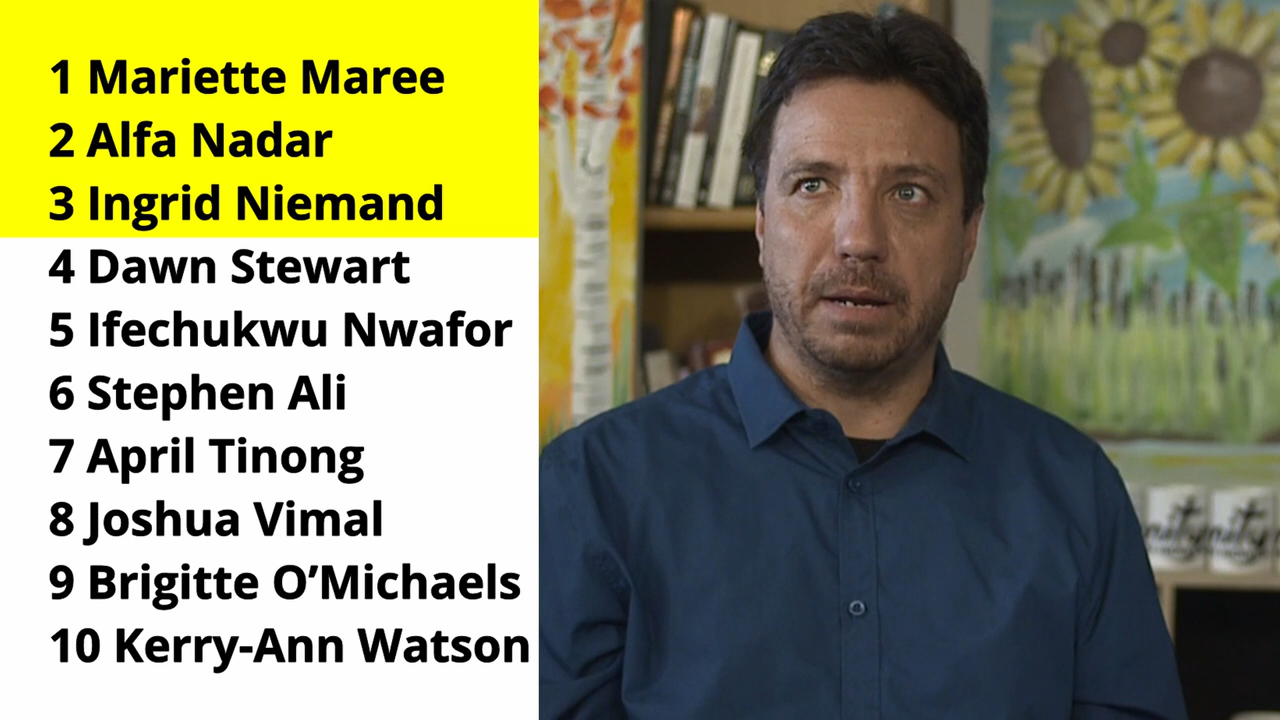 1 Mariette Maree
2 Alfa Nadar
3 Ingrid Niemand
4 Dawn Stewart
5 Ifechukwu Nwafor
6 Stephen Ali
7 April Tinong
8 Joshua Vimal
9 Brigitte O’Michaels
10 Kerry-Ann Watson